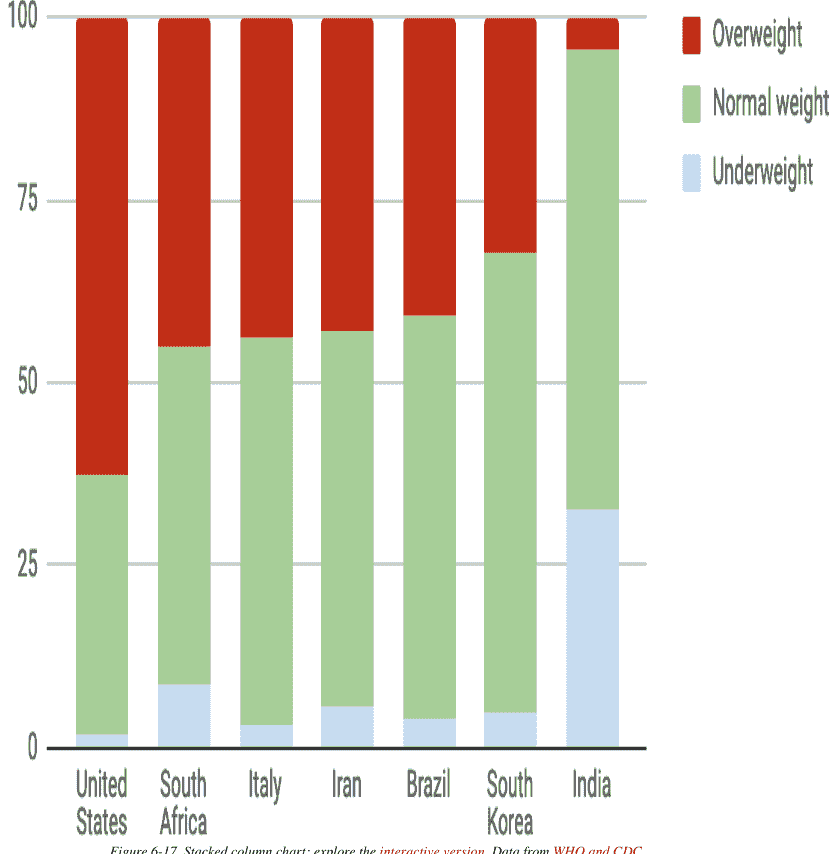 100
75
50
25
0
Overweight
Normal weight
Underweight
United States
South Africa
Italy
Iran
Brazil
South Korea
India
Figure 6-17. Stacked column chart: explore the interactive version. Data from WHO and CDC.